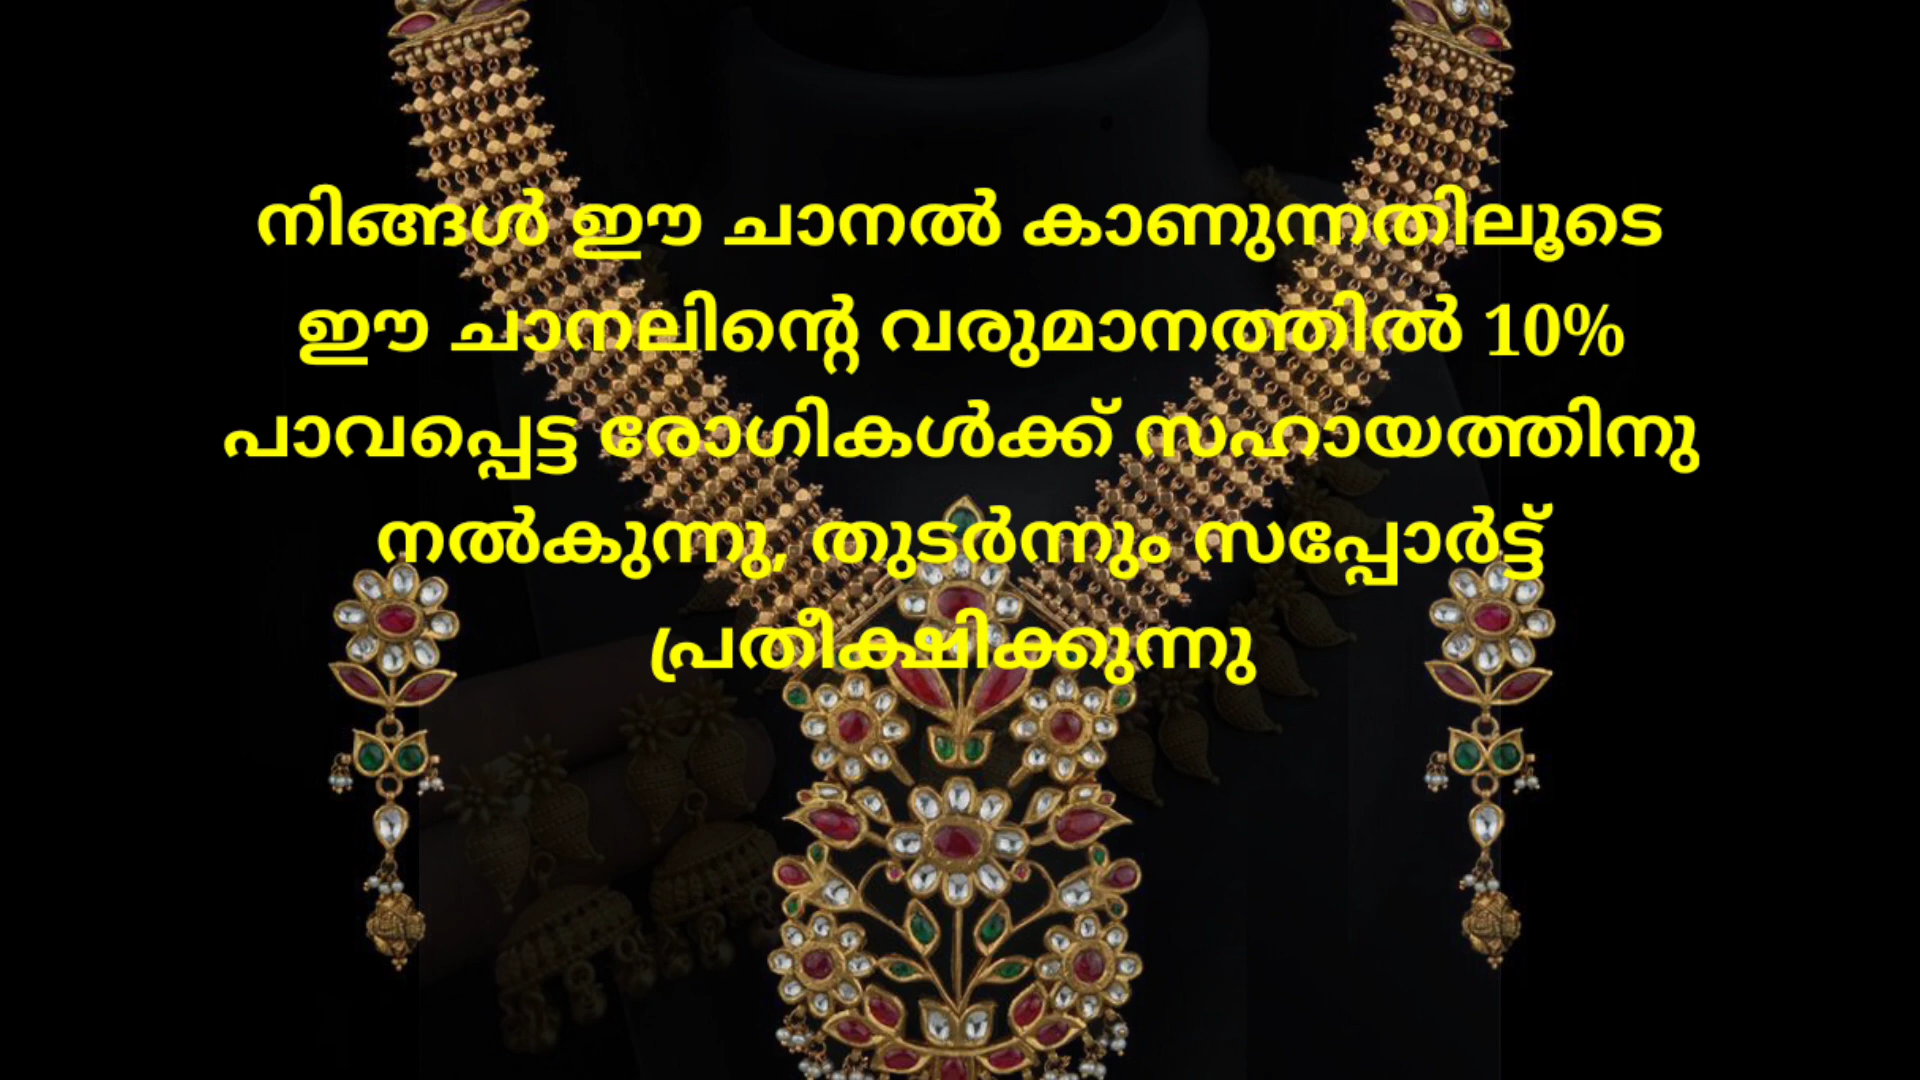 നിങ്ങൾ ഈ ചാനൽ കാണുന്നതിലൂടെ
ഈ ചാനലിന്റെ വരുമാനത്തിൽ 10%
പാവപ്പെട്ട രോഗികൾക്ക് സഹായത്തിനു
നൽകുന്നു, തുടർന്നും സപ്പോർട്ട്
പ്രതീക്ഷിക്കുന്നു